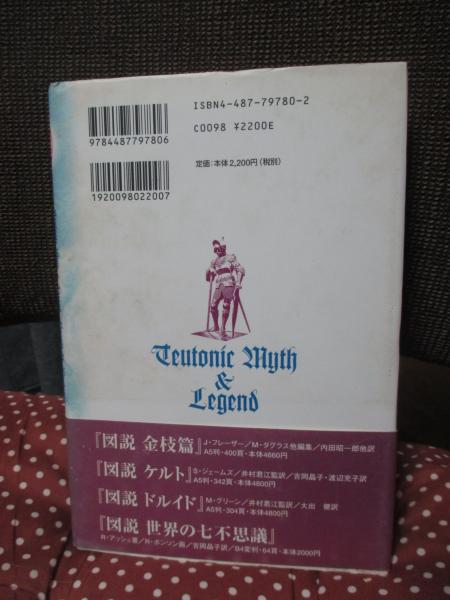 ISBN4-487-79780-2
C0098 ¥2200E
9784487797806
定価:本体2,200円(税別)
1920098022007
Teutonic Myth
&
Legend
『図説 金枝篇』J・フレーザー/M・ダグラス他編集/内田昭一郎他訳
A5判・400頁・本体4660円
『図説 ケルト』S・ジェームズ/井村君江監訳/吉岡晶子・渡辺充子訳
A5判・342頁・本体4800円
『図説 ドルイド』M・グリーン/井村君江監訳/大出 健訳
A5判・304頁・本体4800円
『図説 世界の七不思議』
R・アッシュ著/R・ボンソン画/吉岡晶子訳/B4変判・64頁・本体2000円